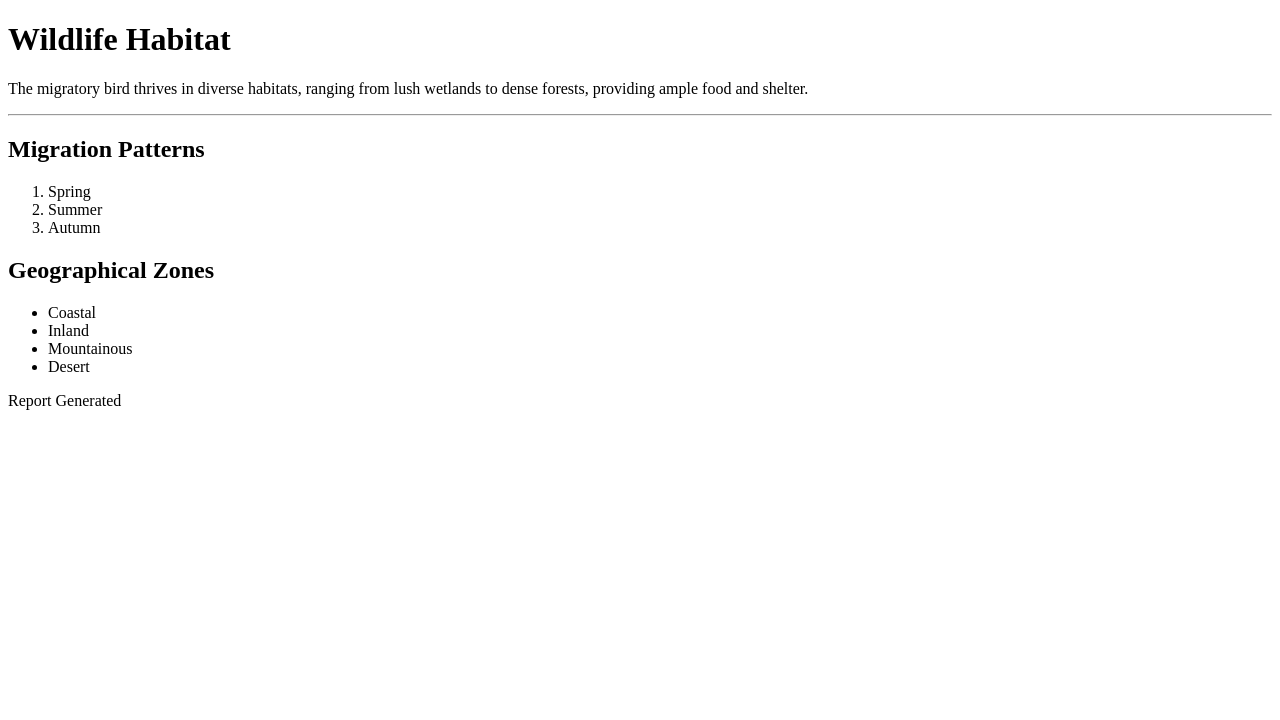 Wildlife Habitat
The migratory bird thrives in diverse habitats, ranging from lush wetlands to dense forests, providing ample food and shelter.
Migration Patterns
1. Spring
2. Summer
3. Autumn
Geographical Zones
• Coastal
• Inland
• Mountainous
• Desert
Report Generated